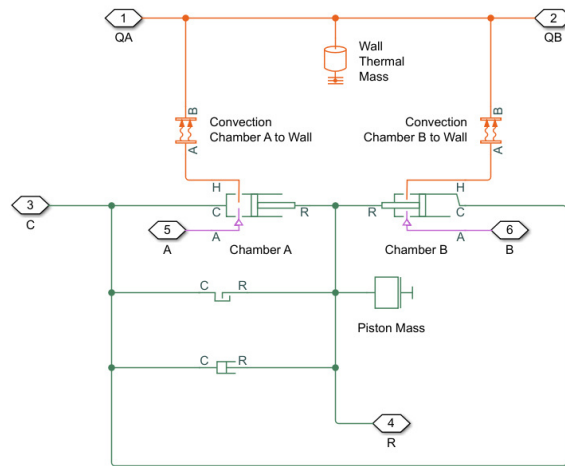 1
QA
2
QB
Wall
Thermal
Mass
B
Convection
Chamber A to Wall
A
Convection
Chamber B to Wall
B
A
H
C
R
3
C
5
A
A
Chamber A
R
H
C
6
B
A
Chamber B
C
R
Piston Mass
C
R
4
R